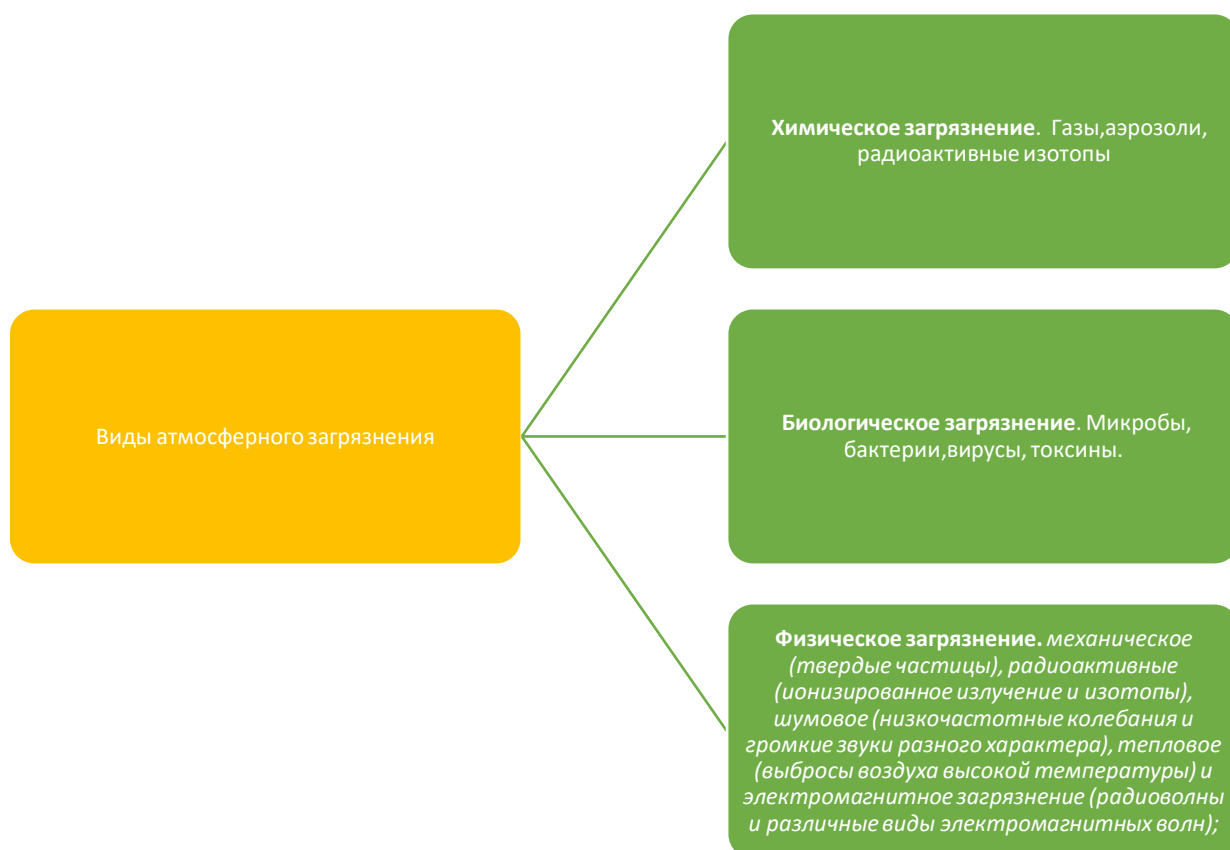 Химическое загрязнение.  Газы,аэрозоли,
радиоактивные изотопы
Виды атмосферного загрязнения
Биологическое загрязнение. Микробы,
бактерии,вирусы, токсины.
Физическое загрязнение. механическое
(твердые частицы), радиоактивные
(ионизированное излучение и изотопы),
шумовое (низкочастотные колебания и
громкие звуки разного характера), тепловое
(выбросы воздуха высокой температуры) и
электромагнитное загрязнение (радиоволны
и различные виды электромагнитных волн);